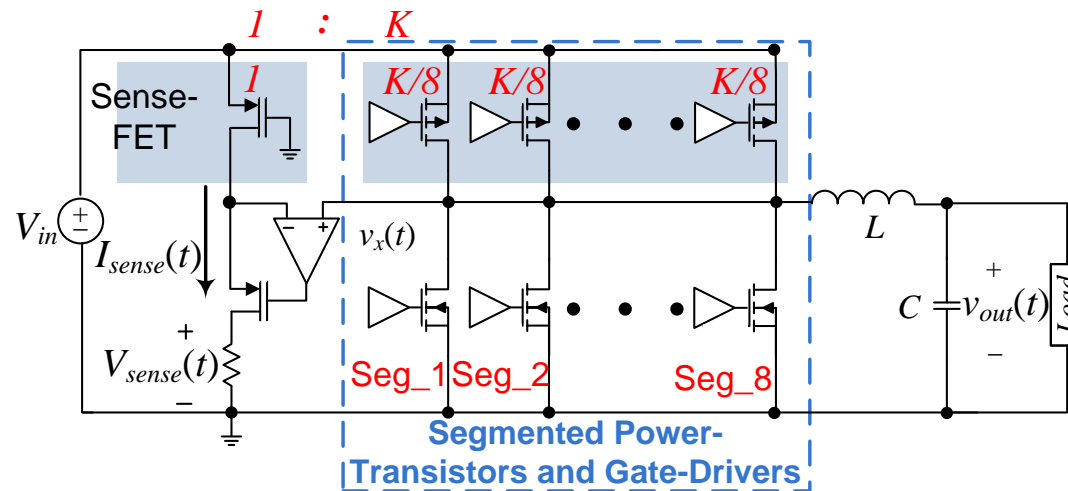 1 : K
1 K/8 K/8 K/8
Sense-
FET
V_in
+
−
− +
v_x(t)
L
I_sense(t)
+
V_sense(t)
−
C
+
v_out(t)
−
Load
Seg_1 Seg_2 Seg_8
Segmented Power-
Transistors and Gate-Drivers